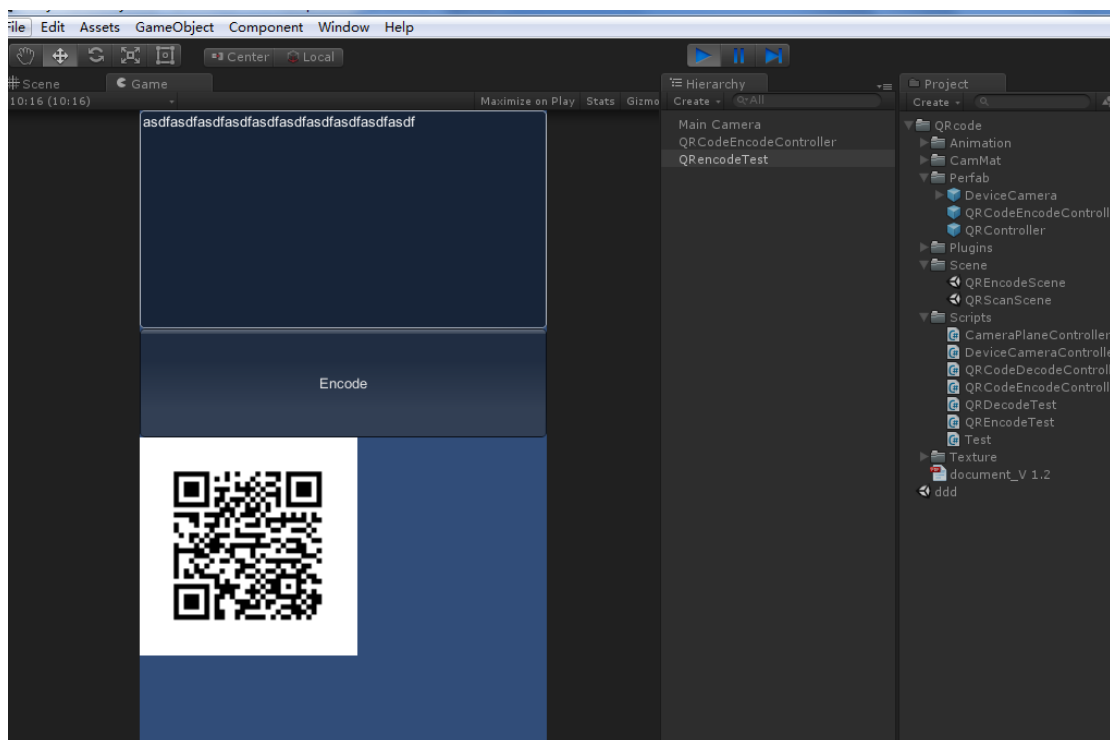 File Edit Assets GameObject Component Window Help
Center Local
Scene Game
10:16 (10:16) Maximize on Play Stats Gizmo
asdfasdfasdfasdfasdfasdfasdfasdfasdfasdf
Encode
Hierarchy
Create All
Main Camera
QRCodeEncodeController
QRencodeTest
Project
Create
QRcode
Animation
CamMat
Perfab
DeviceCamera
QRCodeEncodeControll
QRController
Plugins
Scene
QREncodeScene
QRScanScene
Scripts
CameraPlaneController
DeviceCameraControlle
QRCodeDecodeControll
QRCodeEncodeControll
QRDecodeTest
QREncodeTest
Test
Texture
document_V 1.2
ddd